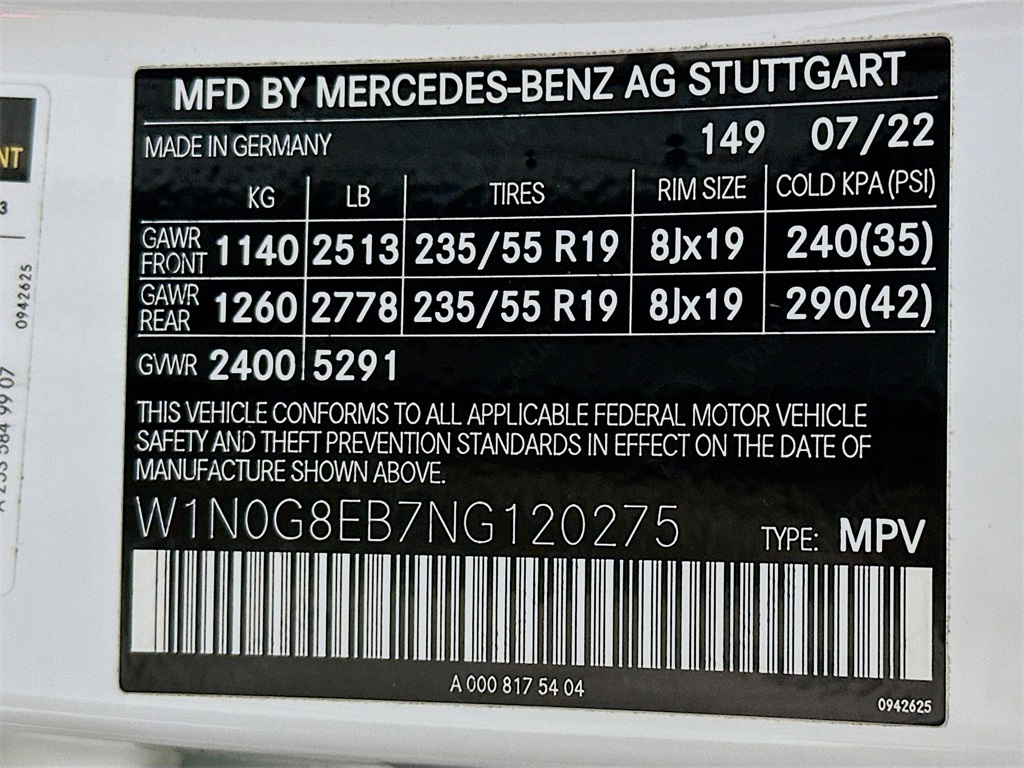 MFD BY MERCEDES-BENZ AG STUTTGART
MADE IN GERMANY 149 07/22
KG LB TIRES RIM SIZE COLD KPA (PSI)
GAWR FRONT 1140 2513 235/55 R19 8Jx19 240(35)
GAWR REAR 1260 2778 235/55 R19 8Jx19 290(42)
GVWR 2400 5291
THIS VEHICLE CONFORMS TO ALL APPLICABLE FEDERAL MOTOR VEHICLE
SAFETY AND THEFT PREVENTION STANDARDS IN EFFECT ON THE DATE OF
MANUFACTURE SHOWN ABOVE.
W1N0G8EB7NG120275 TYPE: MPV
A 000 817 54 04
0942625
NT
3
0942625